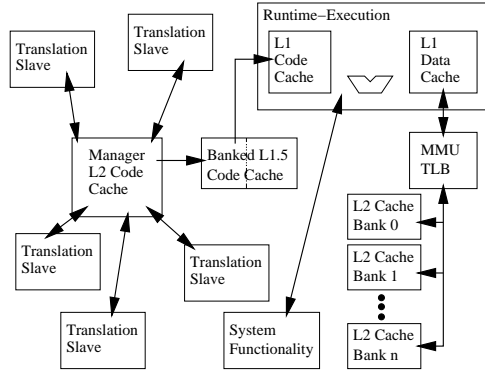 Runtime-Execution
Translation
Slave
Translation
Slave
L1
Code
Cache
L1
Data
Cache
Manager
L2 Code
Cache
Banked L1.5
Code Cache
MMU
TLB
L2 Cache
Bank 0
Translation
Slave
Translation
Slave
L2 Cache
Bank 1
Translation
Slave
System
Functionality
L2 Cache
Bank n